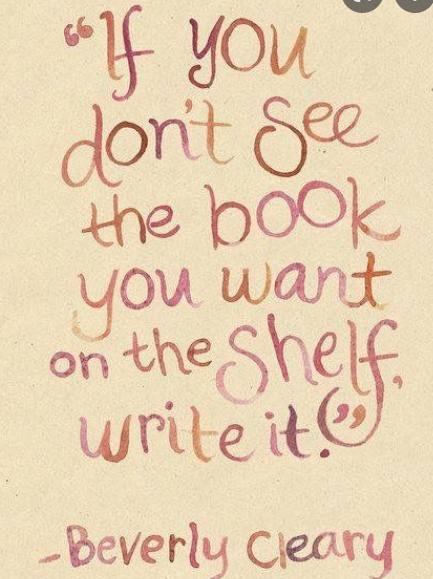 “If you
don't See
the book
you want
on the Shelf,
write it.”
-Beverly Cleary